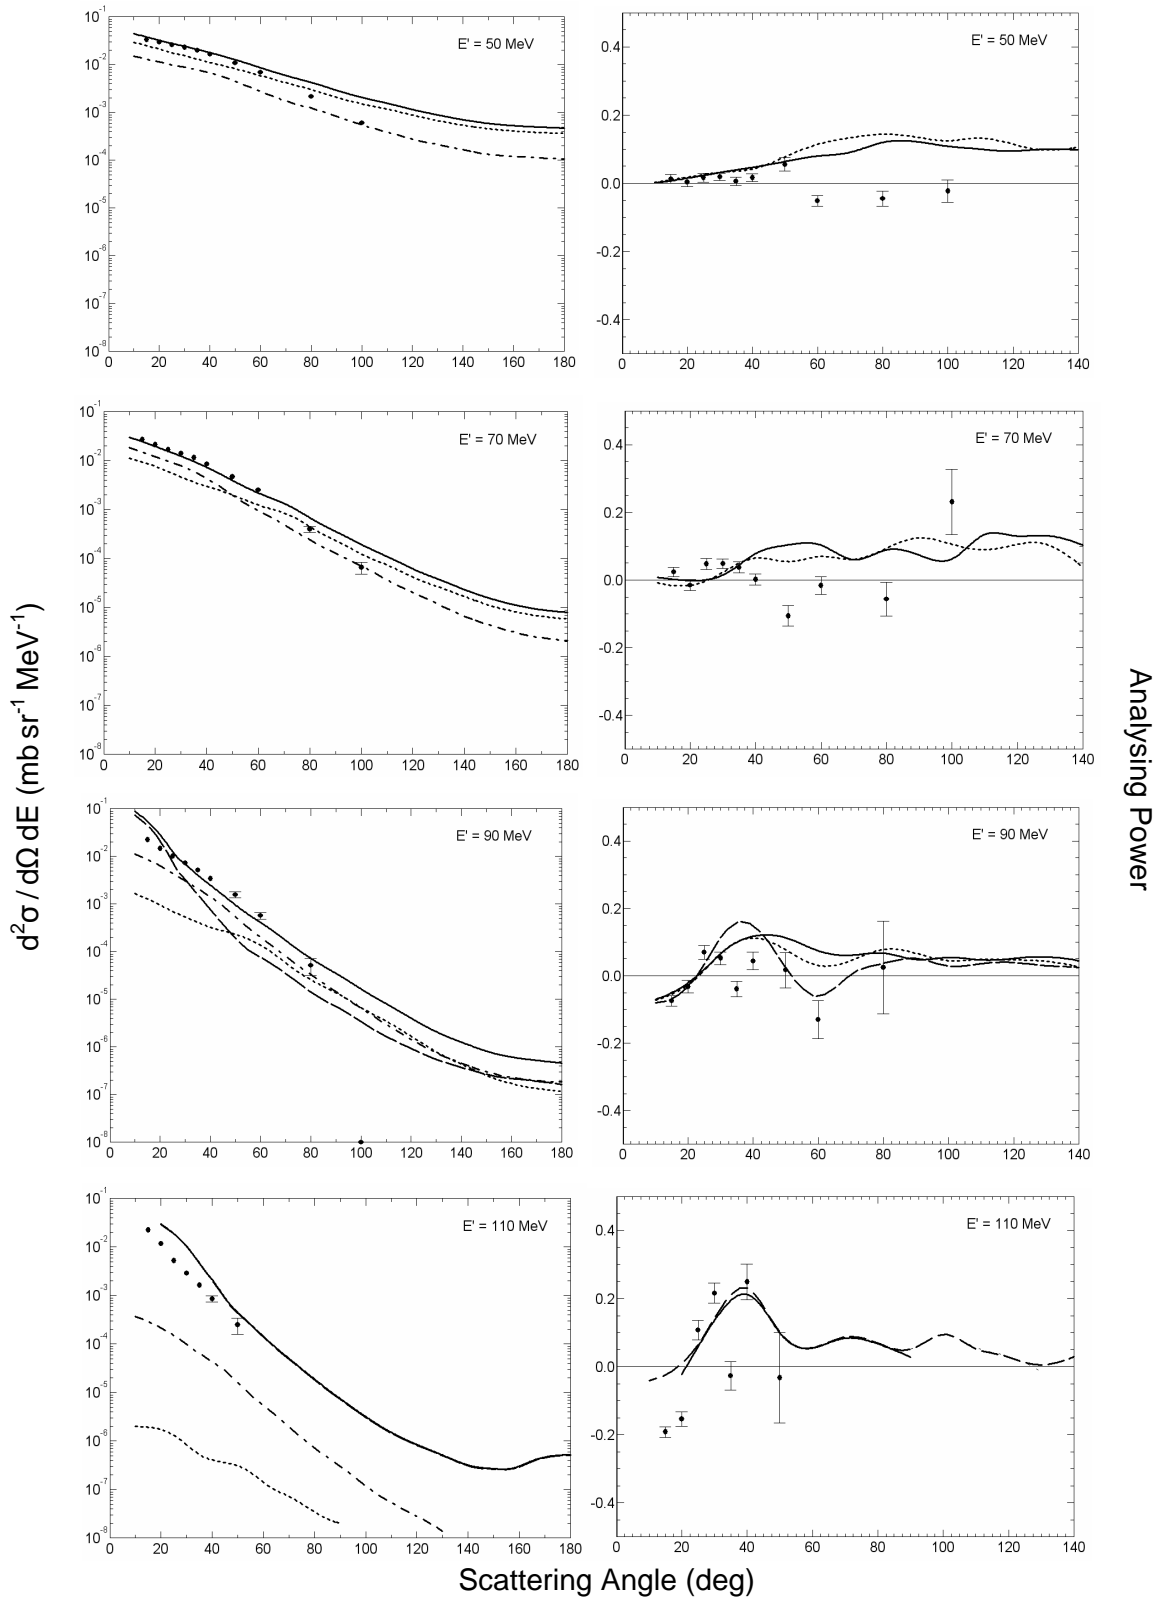 E' = 50 MeV
10⁻¹
10⁻²
10⁻³
10⁻⁴
10⁻⁵
10⁻⁶
10⁻⁷
10⁻⁸
0 20 40 60 80 100 120 140 160 180
E' = 50 MeV
0.4
0.2
0.0
-0.2
-0.4
0 20 40 60 80 100 120 140
E' = 70 MeV
10⁻¹
10⁻²
10⁻³
10⁻⁴
10⁻⁵
10⁻⁶
10⁻⁷
10⁻⁸
0 20 40 60 80 100 120 140 160 180
E' = 70 MeV
0.4
0.2
0.0
-0.2
-0.4
0 20 40 60 80 100 120 140
E' = 90 MeV
10⁻¹
10⁻²
10⁻³
10⁻⁴
10⁻⁵
10⁻⁶
10⁻⁷
10⁻⁸
0 20 40 60 80 100 120 140 160 180
E' = 90 MeV
0.4
0.2
0.0
-0.2
-0.4
0 20 40 60 80 100 120 140
E' = 110 MeV
10⁻¹
10⁻²
10⁻³
10⁻⁴
10⁻⁵
10⁻⁶
10⁻⁷
10⁻⁸
0 20 40 60 80 100 120 140 160 180
E' = 110 MeV
0.4
0.2
0.0
-0.2
-0.4
0 20 40 60 80 100 120 140
d²σ / dΩ dE (mb sr⁻¹ MeV⁻¹)
Analysing Power
Scattering Angle (deg)